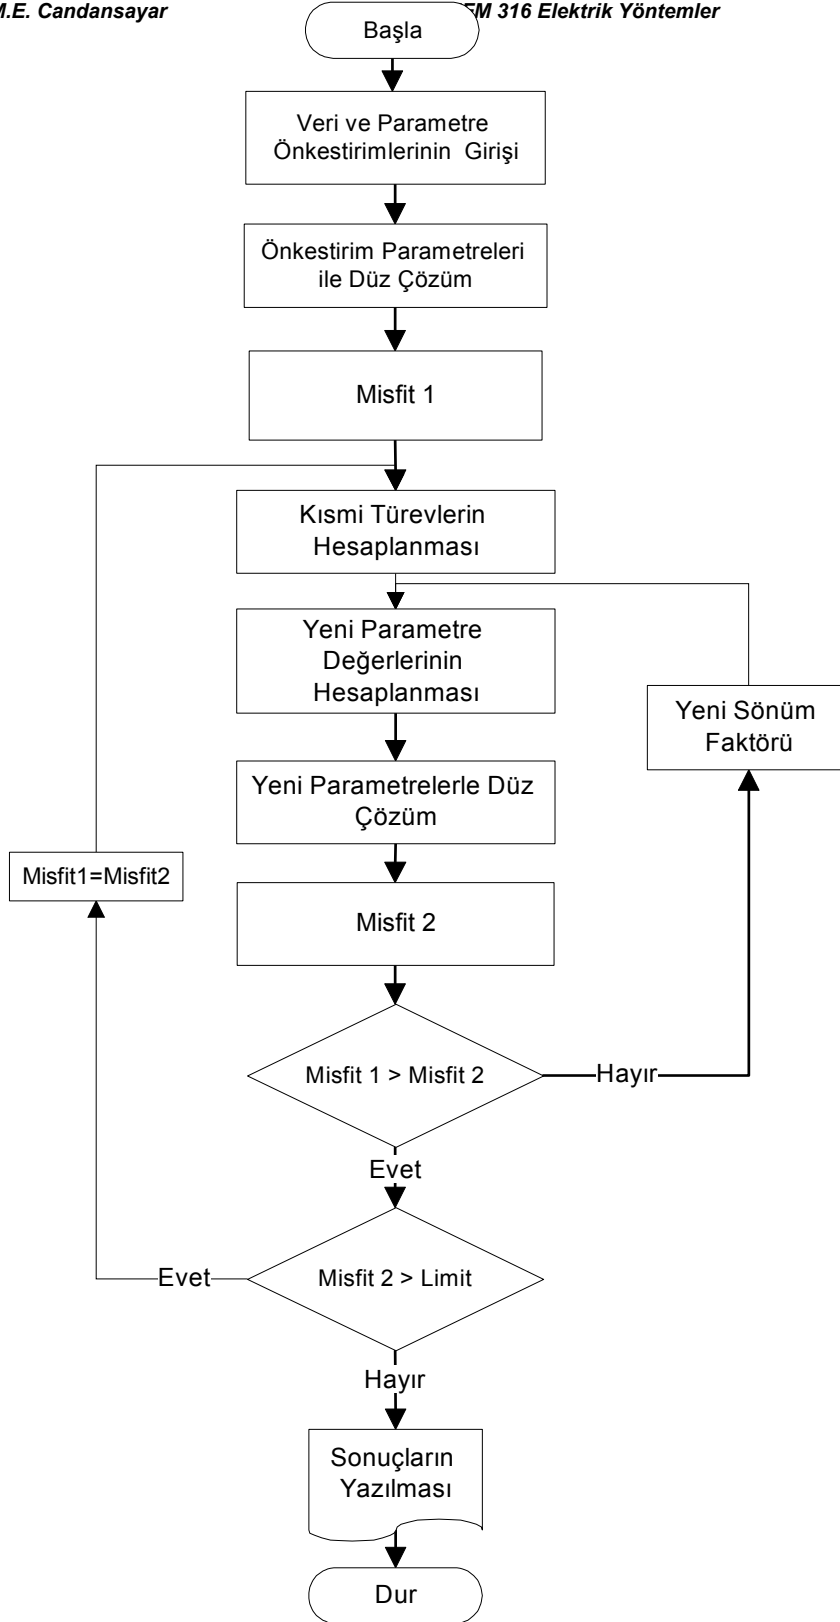 M.E. Candansayar
FM 316 Elektrik Yöntemler
Başla
Veri ve Parametre
Önkestirimlerinin Girişi
Önkestirim Parametreleri
ile Düz Çözüm
Misfit 1
Kısmi Türevlerin
Hesaplanması
Yeni Parametre
Değerlerinin
Hesaplanması
Yeni Sönüm
Faktörü
Yeni Parametrelerle Düz
Çözüm
Misfit1=Misfit2
Misfit 2
Misfit 1 > Misfit 2
Hayır
Evet
Misfit 2 > Limit
Evet
Hayır
Sonuçların
Yazılması
Dur